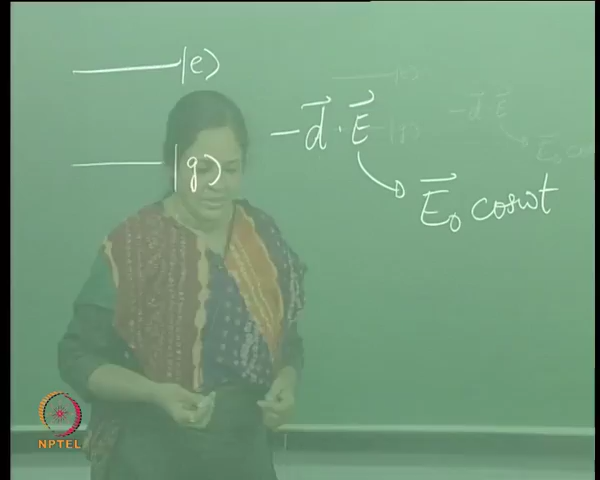 |e⟩
|g⟩
-d⃗ · E⃗
E⃗₀ cosωt
NPTEL